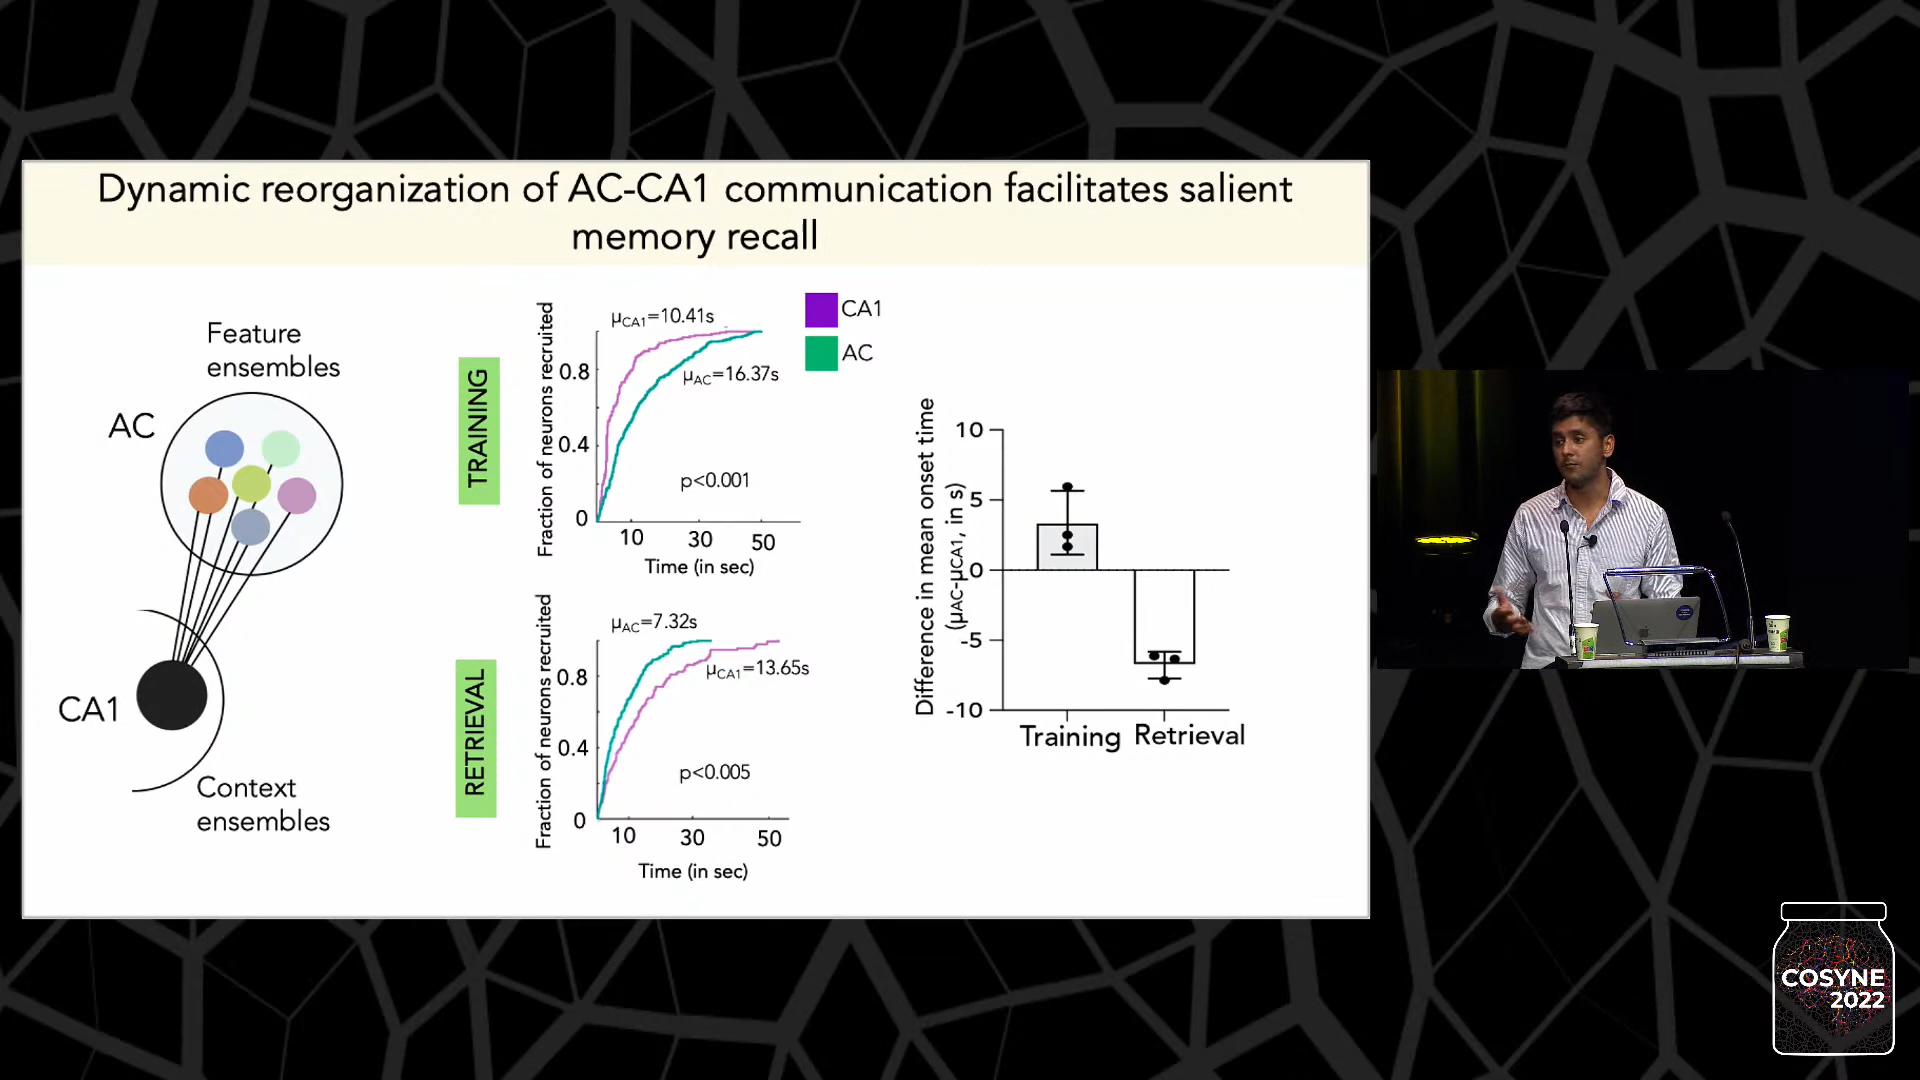 Dynamic reorganization of AC-CA1 communication facilitates salient
memory recall
Feature
ensembles
AC
CA1
Context
ensembles
TRAINING
Fraction of neurons recruited
μCA1=10.41s
μAC=16.37s
p<0.001
0.8
0.4
0
10 30 50
Time (in sec)
CA1
AC
RETRIEVAL
Fraction of neurons recruited
μAC=7.32s
μCA1=13.65s
p<0.005
0.8
0.4
0
10 30 50
Time (in sec)
Difference in mean onset time
(μAC-μCA1, in s)
10
5
0
-5
-10
Training Retrieval
COSYNE
2022